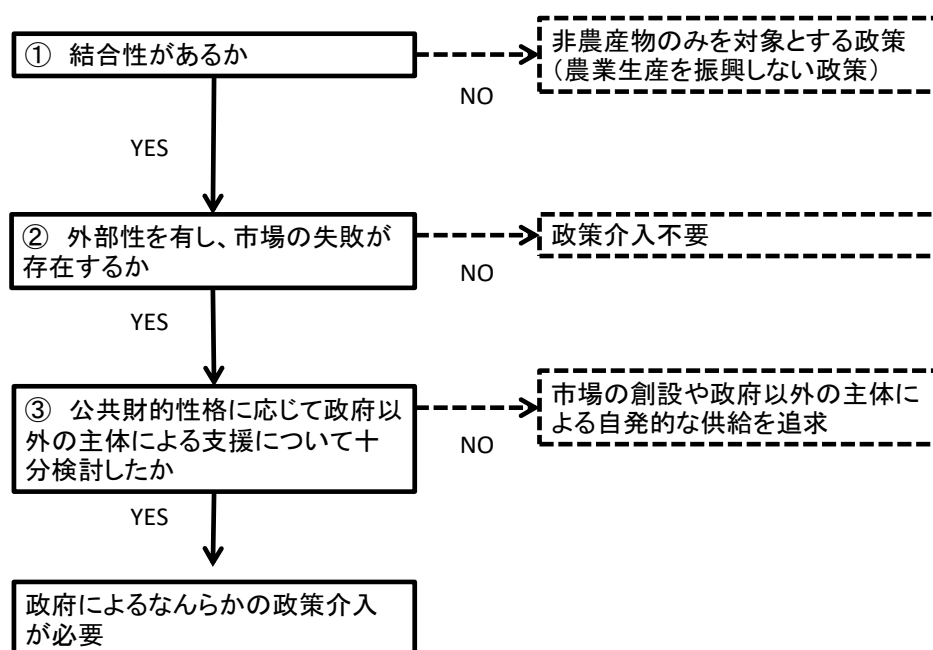 ① 結合性があるか
非農産物のみを対象とする政策
(農業生産を振興しない政策)
NO
YES
② 外部性を有し、市場の失敗が
存在するか
政策介入不要
NO
YES
③ 公共財的性格に応じて政府以
外の主体による支援について十
分検討したか
市場の創設や政府以外の主体に
よる自発的な供給を追求
NO
YES
政府によるなんらかの政策介入
が必要